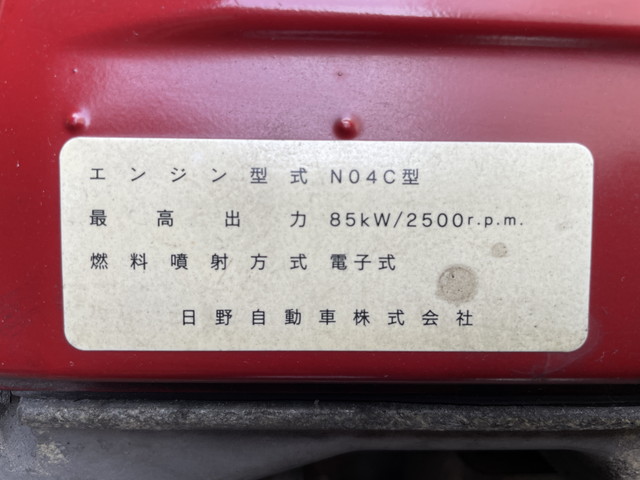 エンジン型式 N04C型
最高出力 85kW/2500r.p.m.
燃料噴射方式 電子式
日野自動車株式会社